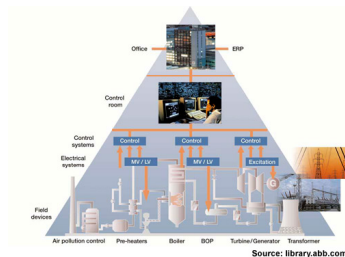 Office
ERP
Control
room
Control
systems
Control
Control
Control
Electrical
systems
MV / LV
MV / LV
Excitation
Field
devices
Air pollution control
Pre-heaters
Boiler
BOP
Turbine/Generator
Transformer
Source: library.abb.com